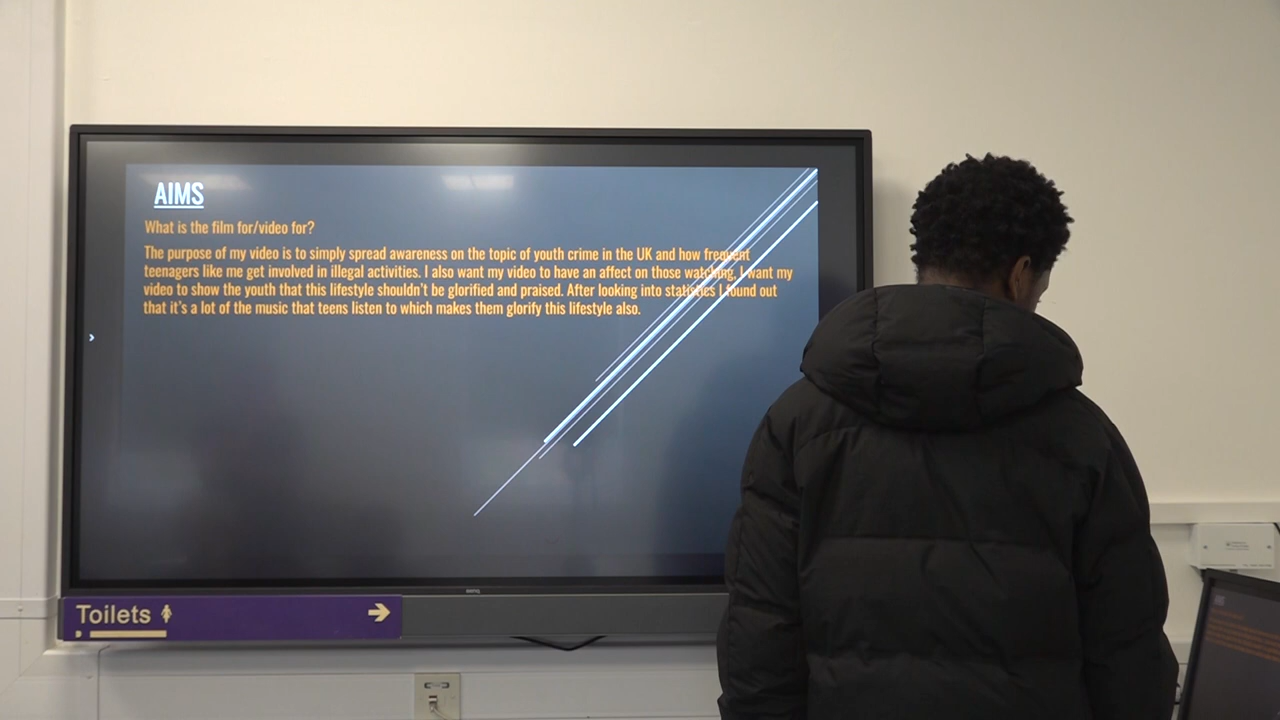 AIMS
What is the film for/video for?
The purpose of my video is to simply spread awareness on the topic of youth crime in the UK and how frequent
teenagers like me get involved in illegal activities. I also want my video to have an affect on those watching, I want my
video to show the youth that this lifestyle shouldn't be glorified and praised. After looking into statistics I found out
that it's a lot of the music that teens listen to which makes them glorify this lifestyle also.
BENQ
Toilets